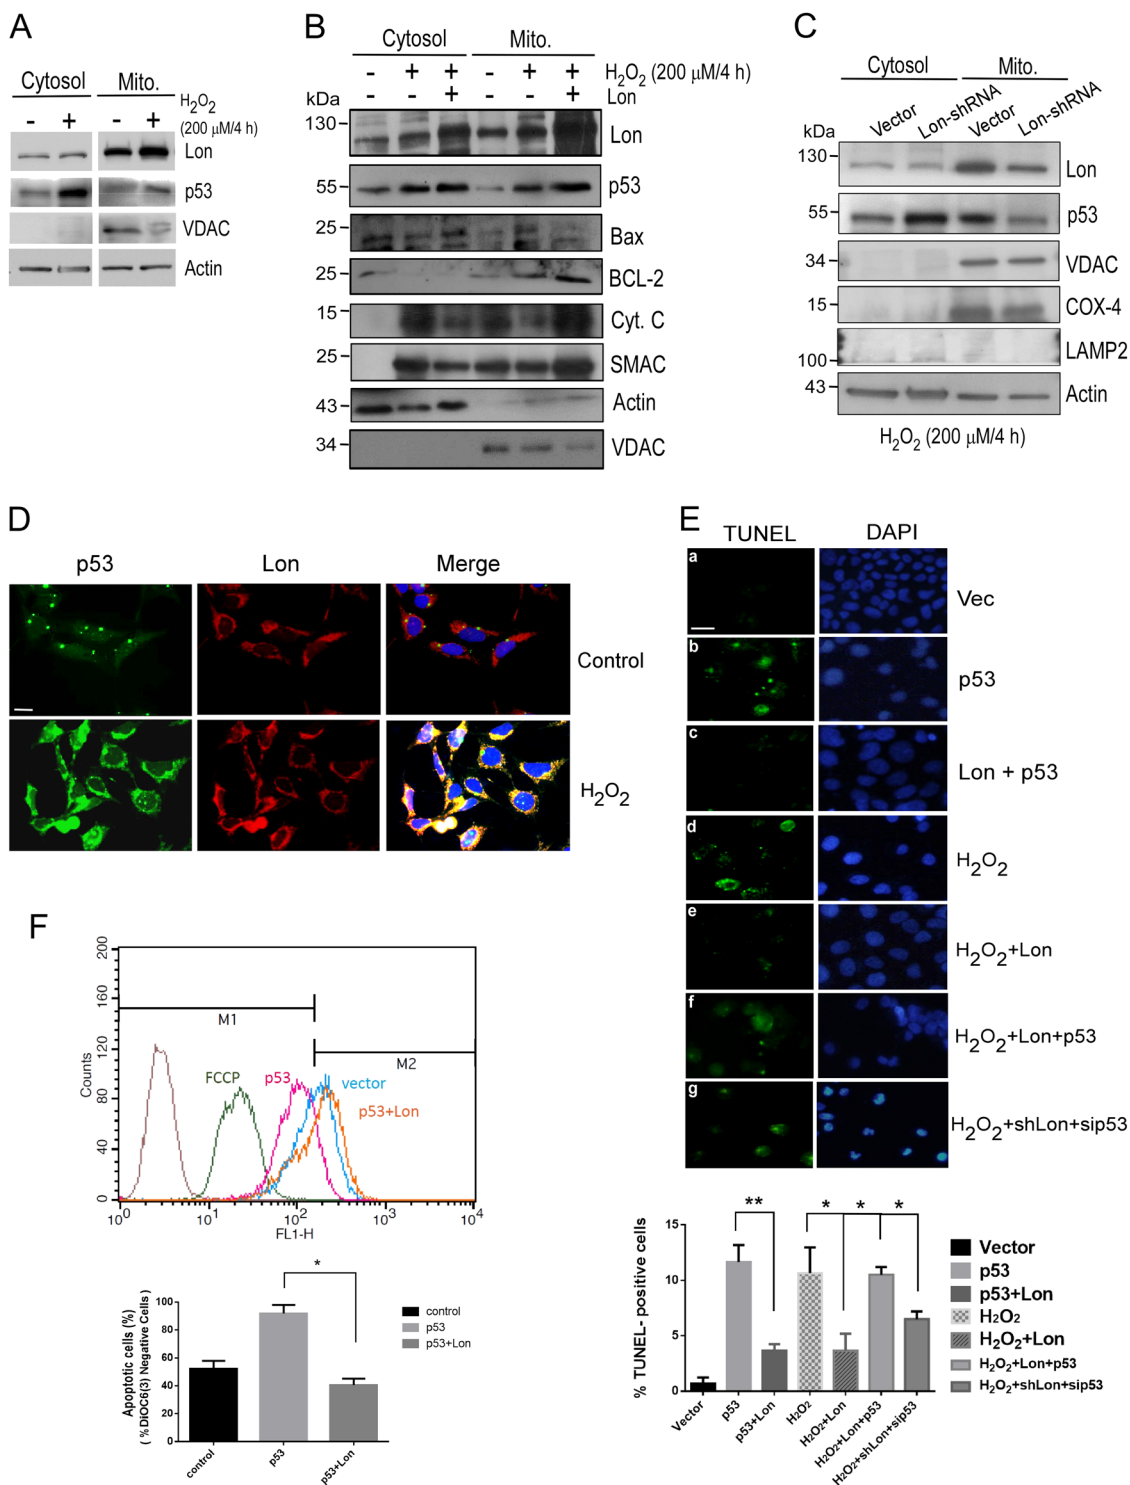 A
Cytosol Mito.
H2O2
- + - + (200 µM/4 h)
Lon
p53
VDAC
Actin
B
Cytosol Mito.
- + + - + + H2O2 (200 µM/4 h)
- - + - - + Lon
kDa
130 Lon
55 p53
25 Bax
25 BCL-2
15 Cyt. C
25 SMAC
43 Actin
34 VDAC
C
Cytosol Mito.
Vector Lon-shRNA Vector Lon-shRNA
kDa
130 Lon
55 p53
34 VDAC
15 COX-4
100 LAMP2
43 Actin
H2O2 (200 µM/4 h)
D
p53 Lon Merge
Control
H2O2
E
TUNEL DAPI
a Vec
b p53
c Lon + p53
d H2O2
e H2O2+Lon
f H2O2+Lon+p53
g H2O2+shLon+sip53
% TUNEL- positive cells
15
10
5
0
** * * *
Vector p53 p53+Lon H2O2 H2O2+Lon H2O2+Lon+p53 H2O2+shLon+sip53
Vector
p53
p53+Lon
H2O2
H2O2+Lon
H2O2+Lon+p53
H2O2+shLon+sip53
F
Counts
200
160
120
80
40
0
M1
M2
FCCP p53 vector
p53+Lon
10^0 10^1 10^2 10^3 10^4
FL1-H
Apoptotic cells (%)
( % DiOC6(3) Negative Cells )
100
80
60
40
20
0
*
control p53 p53+Lon
control
p53
p53+Lon